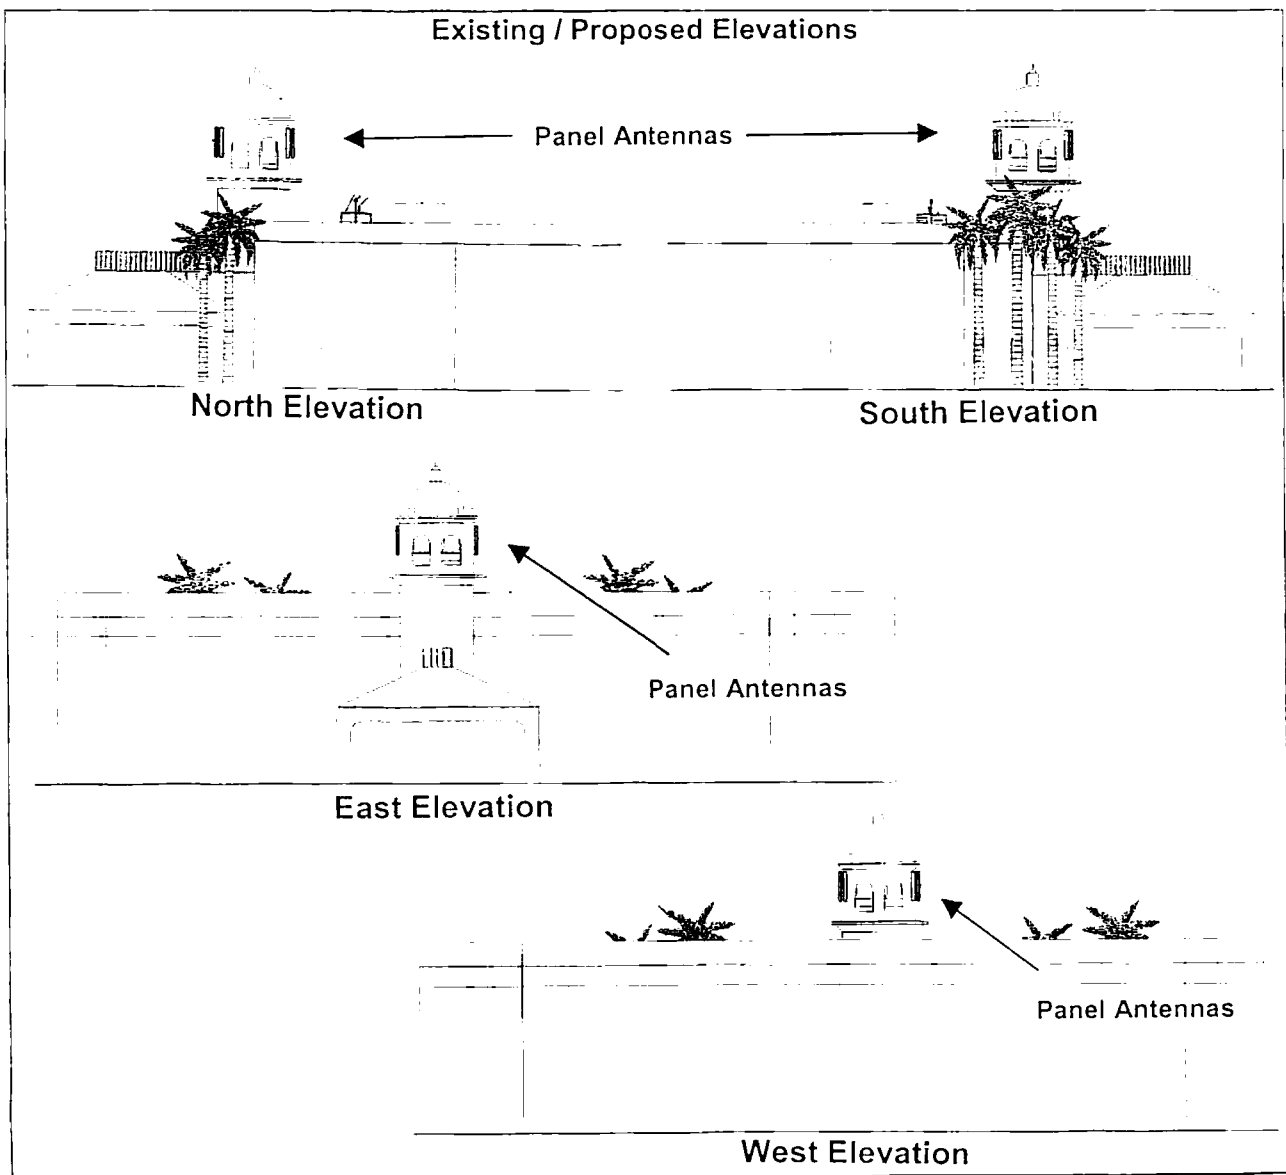 Existing / Proposed Elevations
Panel Antennas
North Elevation
South Elevation
Panel Antennas
East Elevation
Panel Antennas
West Elevation